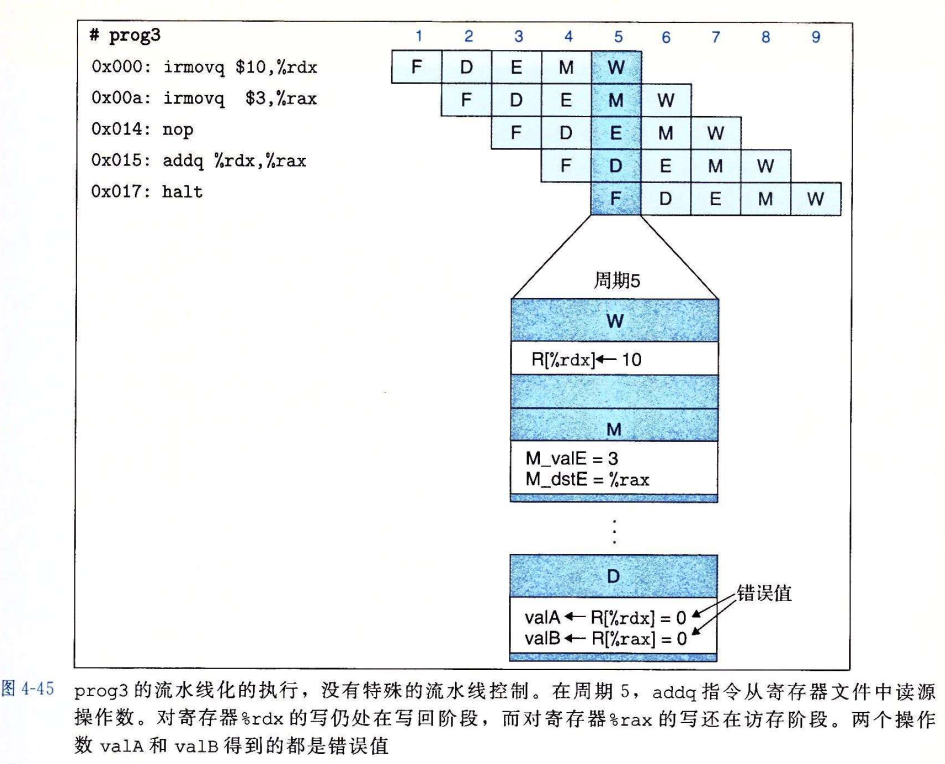 # prog3
1 2 3 4 5 6 7 8 9
0x000: irmovq $10,%rdx F D E M W
0x00a: irmovq $3,%rax F D E M W
0x014: nop F D E M W
0x015: addq %rdx,%rax F D E M W
0x017: halt F D E M W
周期5
W
R[%rdx]← 10
M
M_valE = 3
M_dstE = %rax
⋮
D
错误值
valA ← R[%rdx] = 0
valB ← R[%rax] = 0
图 4-45 prog3 的流水线化的执行，没有特殊的流水线控制。在周期 5，addq 指令从寄存器文件中读源
操作数。对寄存器%rdx 的写仍处在写回阶段，而对寄存器%rax 的写还在访存阶段。两个操作
数 valA 和 valB 得到的都是错误值